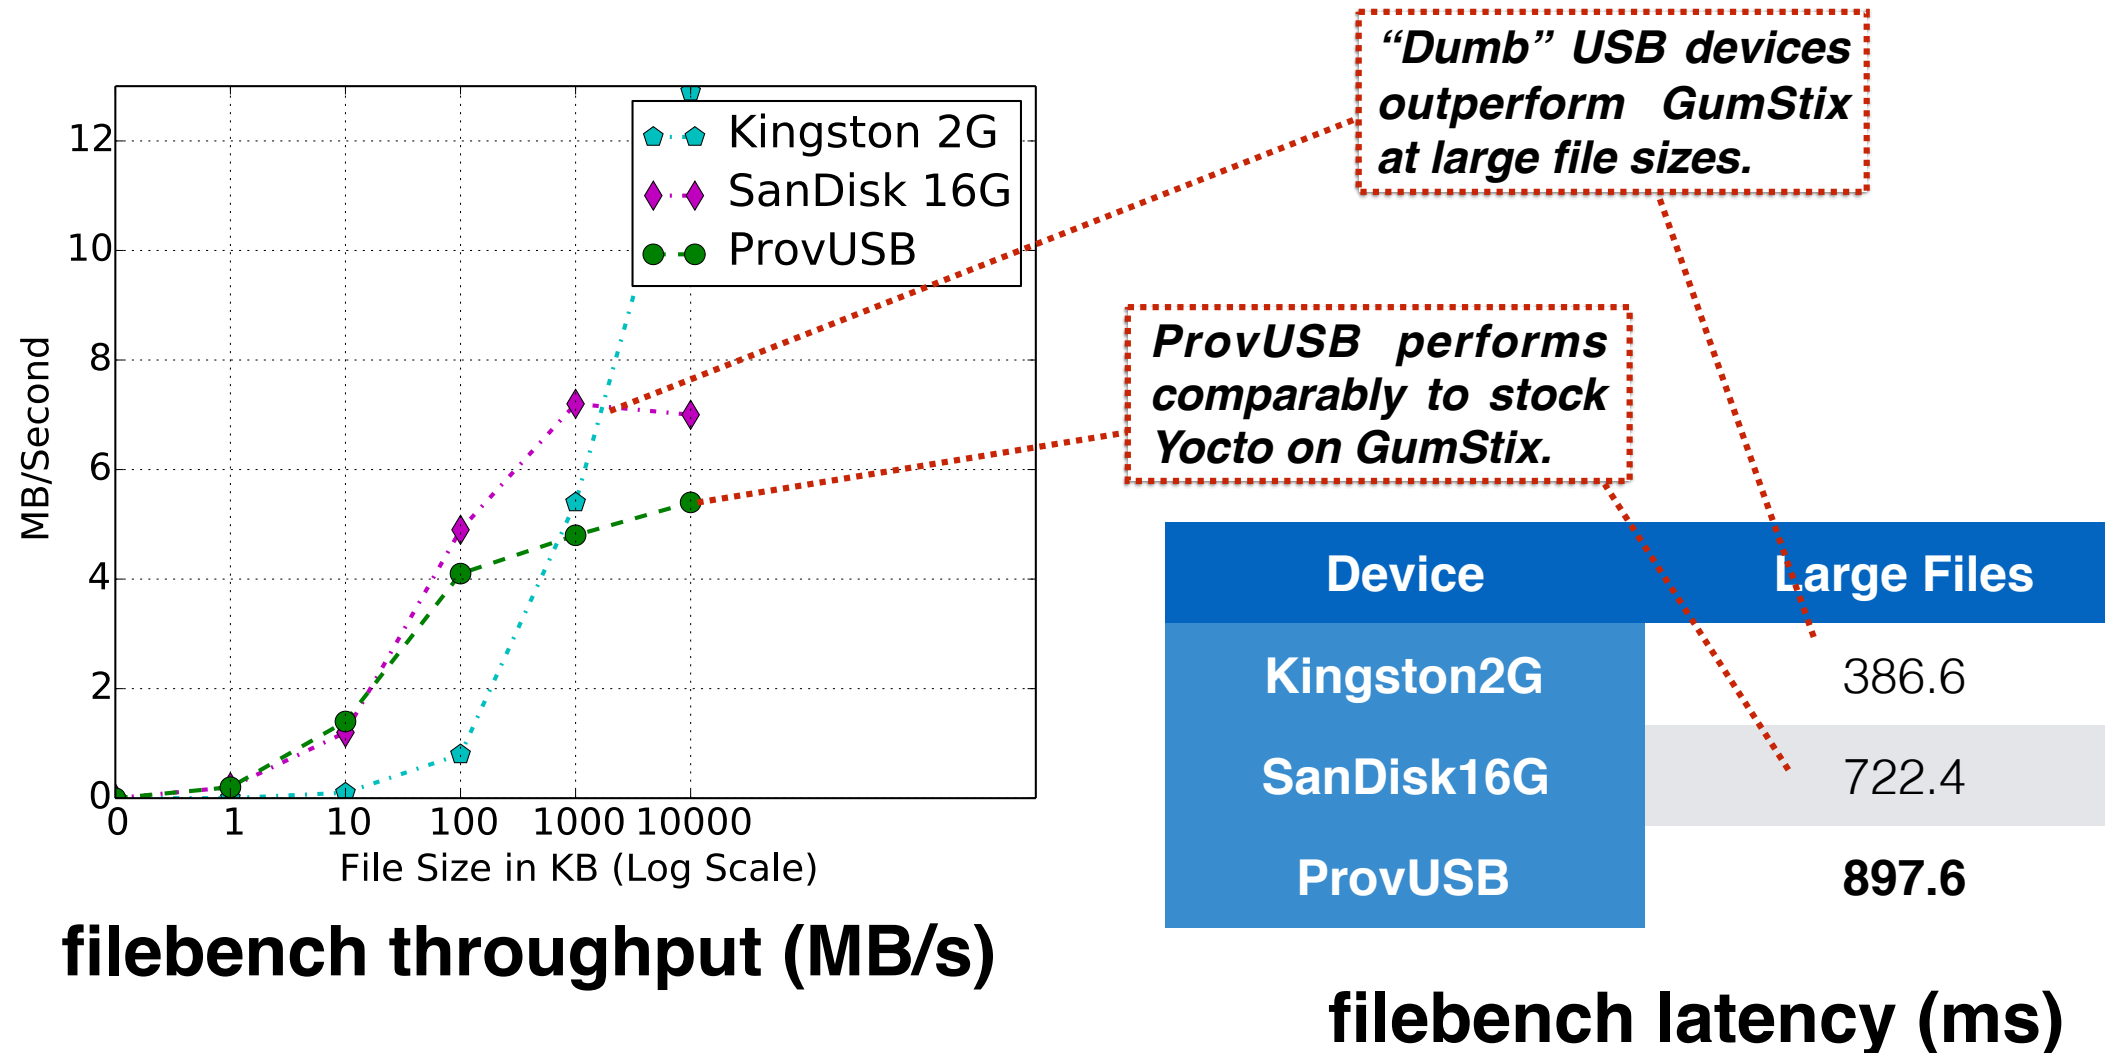 “Dumb” USB devices
outperform GumStix
at large file sizes.
12
10
8
6
4
2
0
MB/Second
Kingston 2G
SanDisk 16G
ProvUSB
0 1 10 100 1000 10000
File Size in KB (Log Scale)
filebench throughput (MB/s)
ProvUSB performs
comparably to stock
Yocto on GumStix.
Device Large Files
Kingston2G 386.6
SanDisk16G 722.4
ProvUSB 897.6
filebench latency (ms)